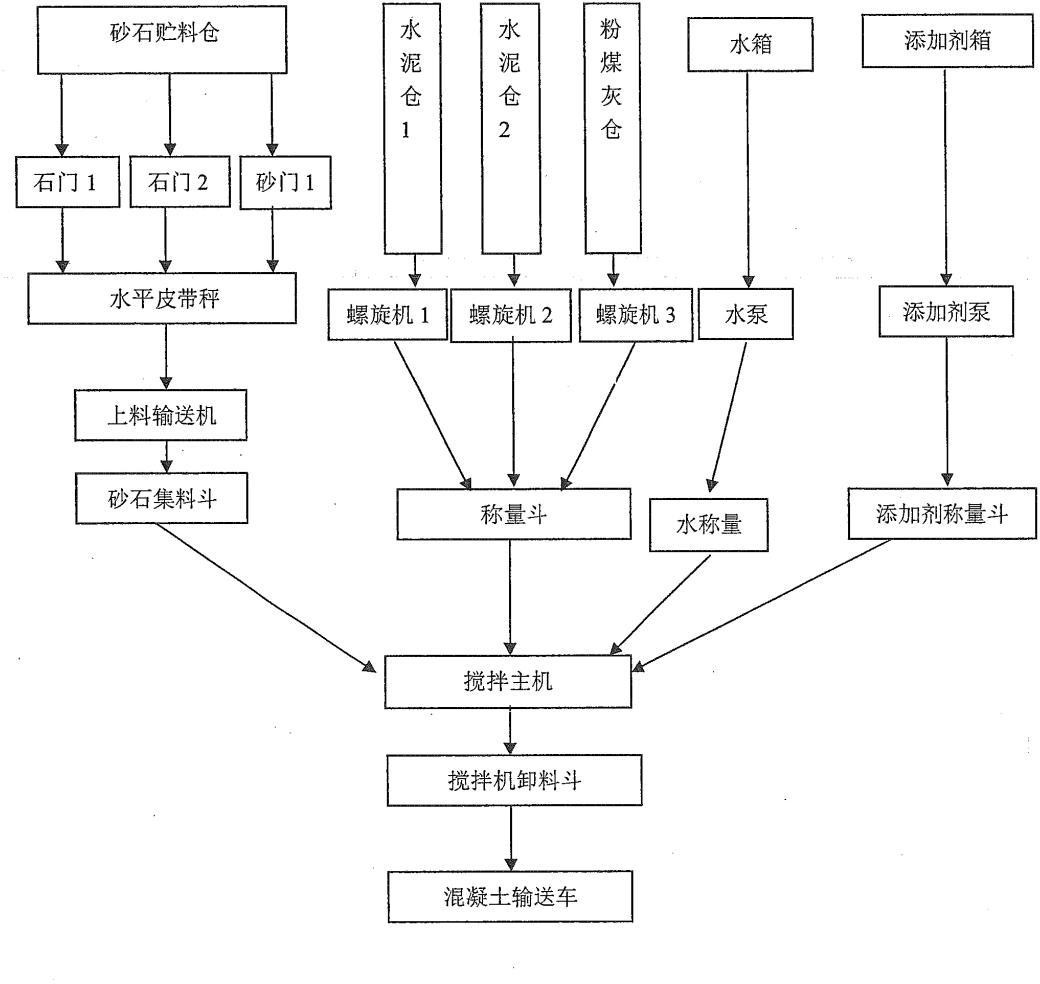 砂石贮料仓
水泥仓1
水泥仓2
粉煤灰仓
水箱
添加剂箱
石门1
石门2
砂门1
水平皮带秤
螺旋机1
螺旋机2
螺旋机3
水泵
添加剂泵
上料输送机
砂石集料斗
称量斗
水称量
添加剂称量斗
搅拌主机
搅拌机卸料斗
混凝土输送车